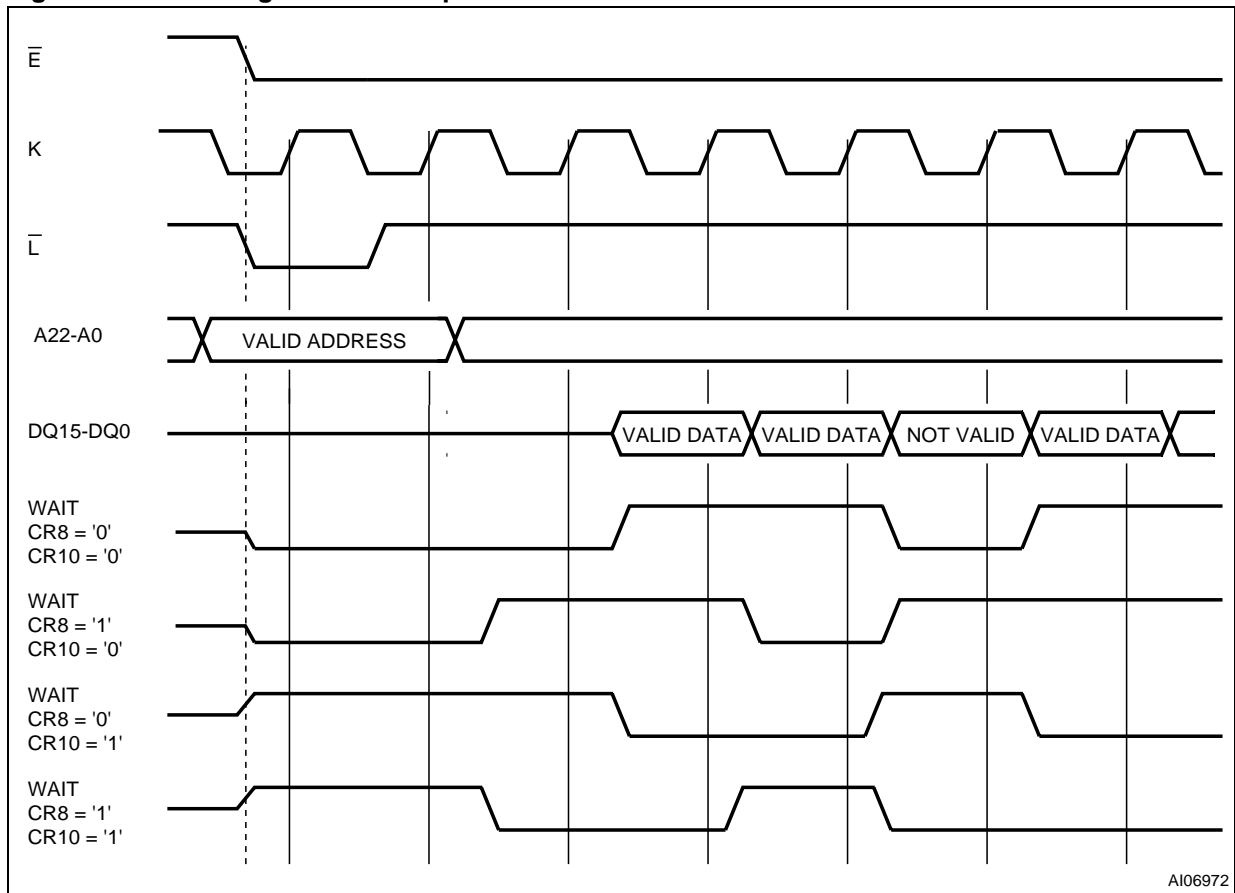 E
K
L
A22-A0
VALID ADDRESS
DQ15-DQ0
VALID DATA VALID DATA NOT VALID VALID DATA
WAIT
CR8 = '0'
CR10 = '0'
WAIT
CR8 = '1'
CR10 = '0'
WAIT
CR8 = '0'
CR10 = '1'
WAIT
CR8 = '1'
CR10 = '1'
AI06972